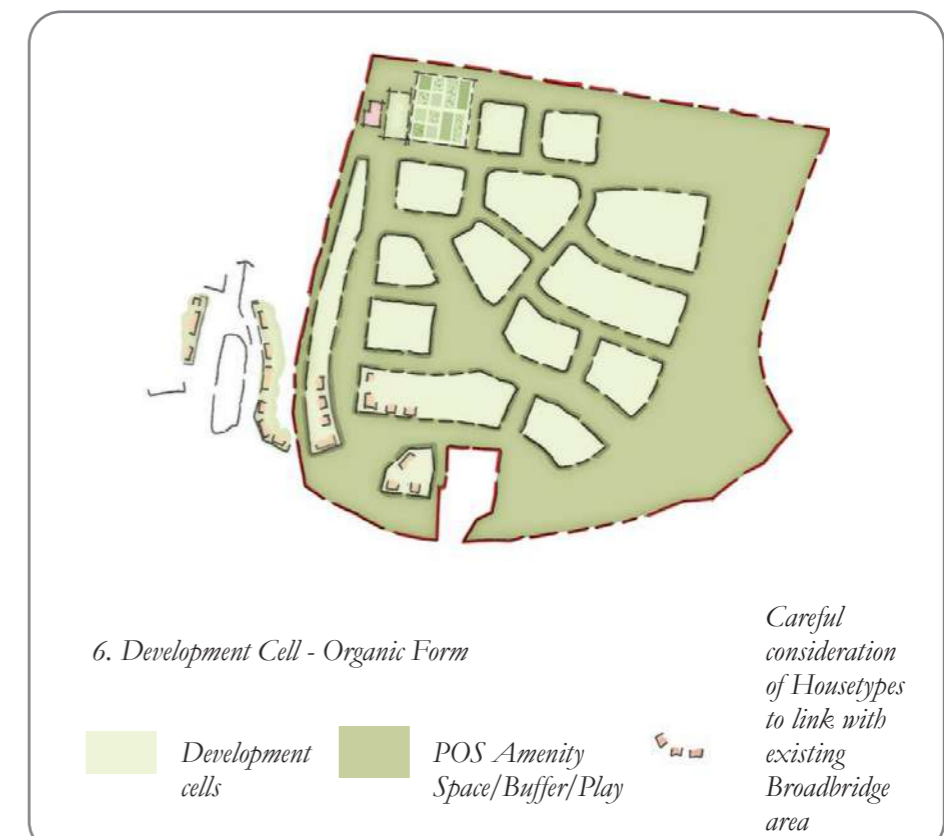 6. Development Cell - Organic Form
Development
cells
POS Amenity
Space/Buffer/Play
Careful
consideration
of Housetypes
to link with
existing
Broadbridge
area